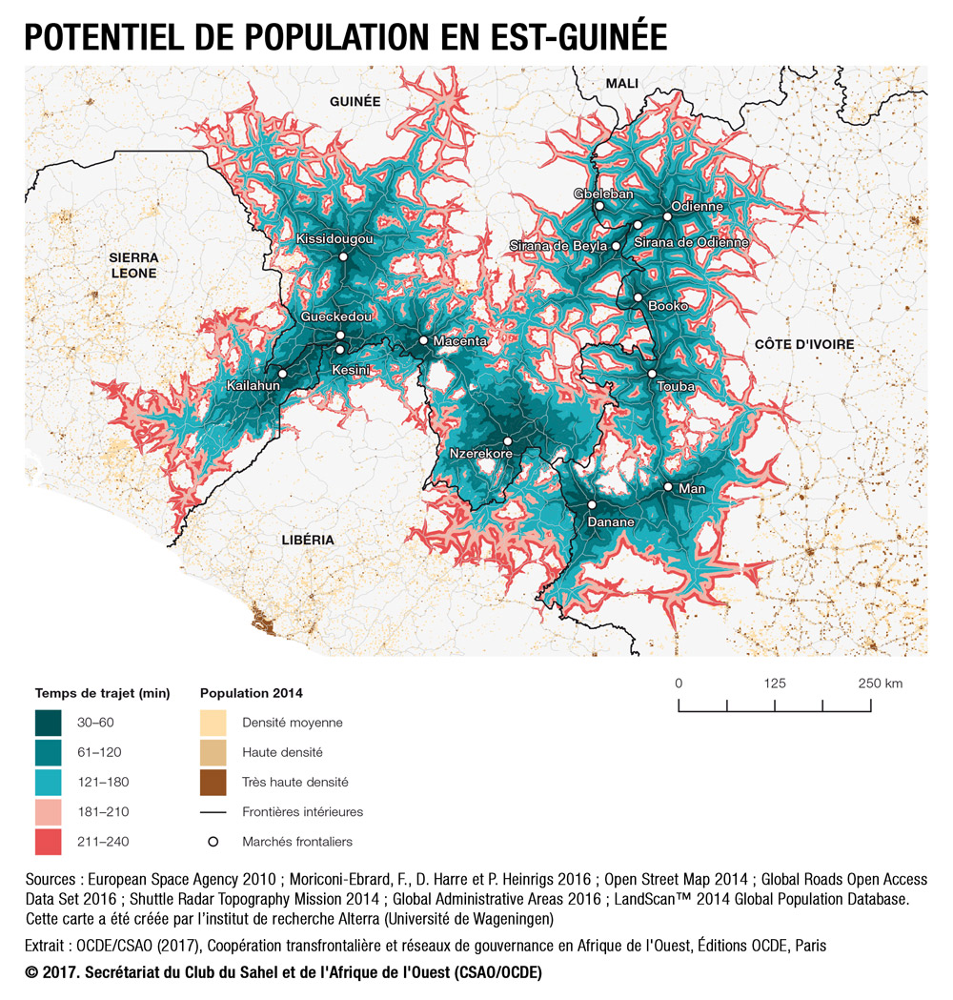 POTENTIEL DE POPULATION EN EST-GUINÉE
MALI
GUINÉE
Gbeleban
Odienne
Kissidougou
Sirana de Beyla
Sirana de Odienne
SIERRA
LEONE
Booko
Gueckedou
Macenta
CÔTE D'IVOIRE
Kesini
Kailahun
Touba
Nzerekore
Man
Danane
LIBÉRIA
Temps de trajet (min)
30–60
61–120
121–180
181–210
211–240
Population 2014
Densité moyenne
Haute densité
Très haute densité
Frontières intérieures
Marchés frontaliers
0 125 250 km
Sources : European Space Agency 2010 ; Moriconi-Ebrard, F., D. Harre et P. Heinrigs 2016 ; Open Street Map 2014 ; Global Roads Open Access
Data Set 2016 ; Shuttle Radar Topography Mission 2014 ; Global Administrative Areas 2016 ; LandScan™ 2014 Global Population Database.
Cette carte a été créée par l'institut de recherche Alterra (Université de Wageningen)
Extrait : OCDE/CSAO (2017), Coopération transfrontalière et réseaux de gouvernance en Afrique de l'Ouest, Éditions OCDE, Paris
© 2017. Secrétariat du Club du Sahel et de l'Afrique de l'Ouest (CSAO/OCDE)